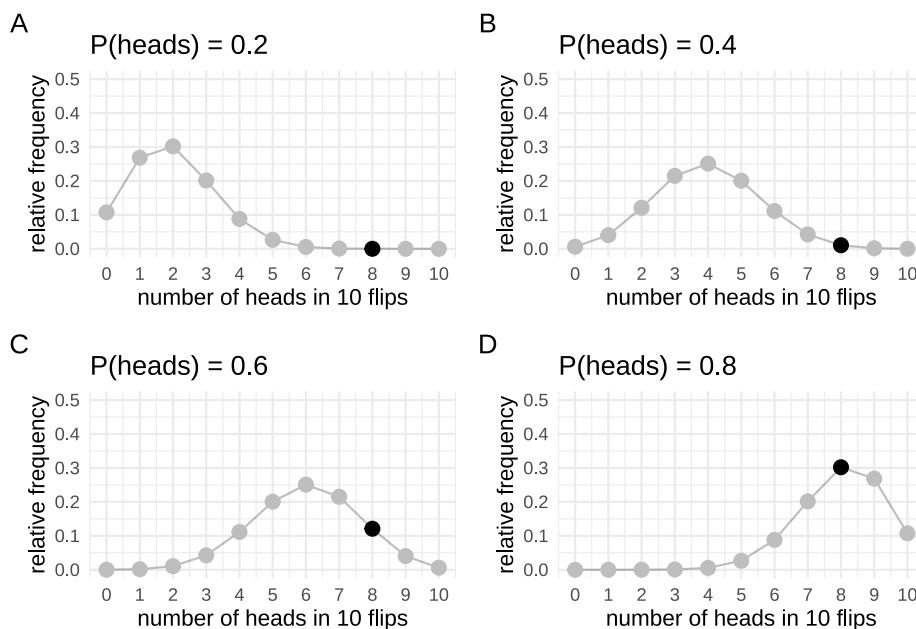 A
P(heads) = 0.2
0.5
0.4
0.3
0.2
0.1
0.0
relative frequency
0 1 2 3 4 5 6 7 8 9 10
number of heads in 10 flips
B
P(heads) = 0.4
0.5
0.4
0.3
0.2
0.1
0.0
relative frequency
0 1 2 3 4 5 6 7 8 9 10
number of heads in 10 flips
C
P(heads) = 0.6
0.5
0.4
0.3
0.2
0.1
0.0
relative frequency
0 1 2 3 4 5 6 7 8 9 10
number of heads in 10 flips
D
P(heads) = 0.8
0.5
0.4
0.3
0.2
0.1
0.0
relative frequency
0 1 2 3 4 5 6 7 8 9 10
number of heads in 10 flips